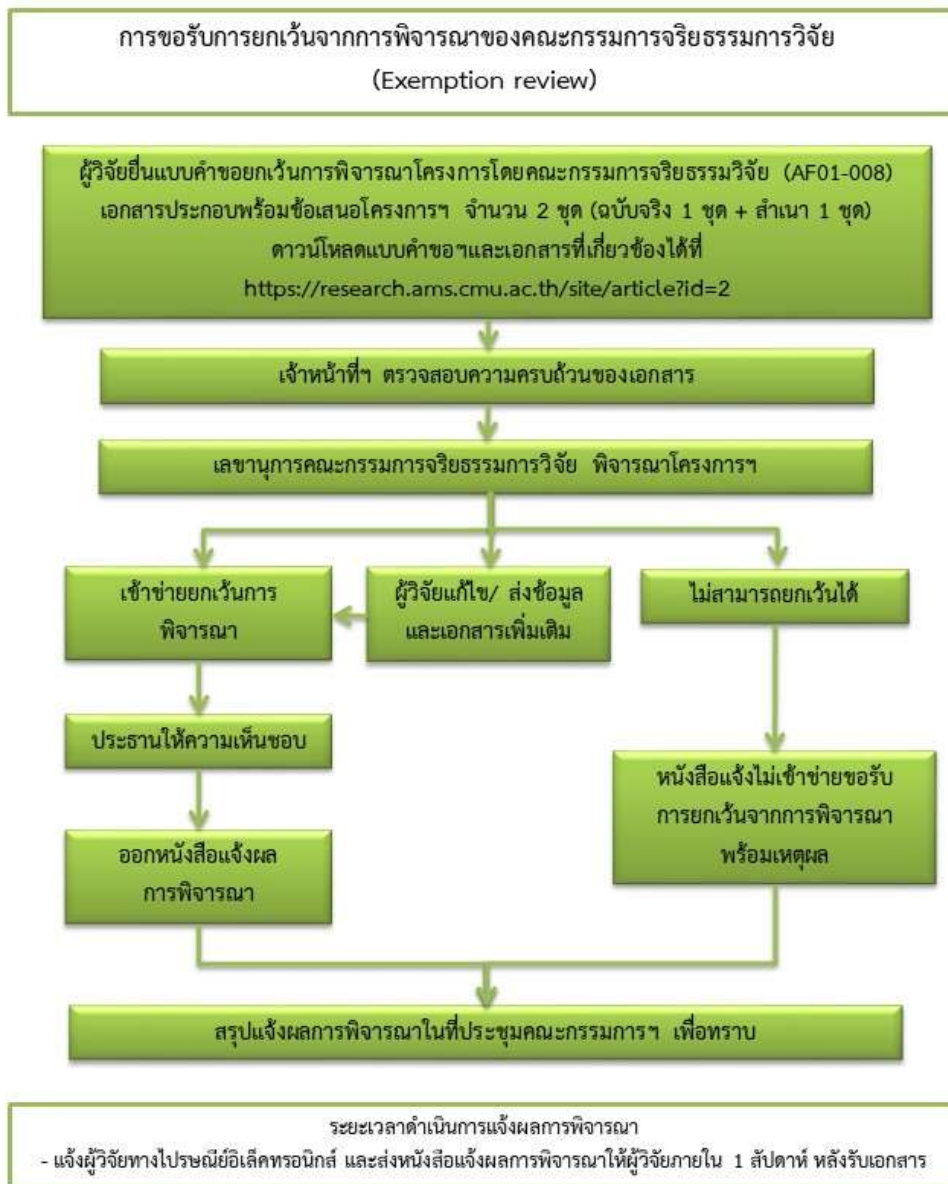 การขอรับการยกเว้นจากการพิจารณาของคณะกรรมการจริยธรรมการวิจัย
(Exemption review)
ผู้วิจัยยื่นแบบคำขอยกเว้นการพิจารณาโครงการโดยคณะกรรมการจริยธรรมวิจัย (AF01-008)
เอกสารประกอบพร้อมข้อเสนอโครงการฯ จำนวน 2 ชุด (ฉบับจริง 1 ชุด + สำเนา 1 ชุด)
ดาวน์โหลดแบบคำขอฯและเอกสารที่เกี่ยวข้องได้ที่
https://research.ams.cmu.ac.th/site/article?id=2
เจ้าหน้าที่ฯ ตรวจสอบความครบถ้วนของเอกสาร
เลขานุการคณะกรรมการจริยธรรมการวิจัย พิจารณาโครงการฯ
เข้าข่ายยกเว้นการ
พิจารณา
ผู้วิจัยแก้ไข/ ส่งข้อมูล
และเอกสารเพิ่มเติม
ไม่สามารถยกเว้นได้
ประธานให้ความเห็นชอบ
หนังสือแจ้งไม่เข้าข่ายขอรับ
การยกเว้นจากการพิจารณา
พร้อมเหตุผล
ออกหนังสือแจ้งผล
การพิจารณา
สรุปแจ้งผลการพิจารณาในที่ประชุมคณะกรรมการฯ เพื่อทราบ
ระยะเวลาดำเนินการแจ้งผลการพิจารณา
- แจ้งผู้วิจัยทางไปรษณีย์อิเล็คทรอนิกส์ และส่งหนังสือแจ้งผลการพิจารณาให้ผู้วิจัยภายใน 1 สัปดาห์ หลังรับเอกสาร